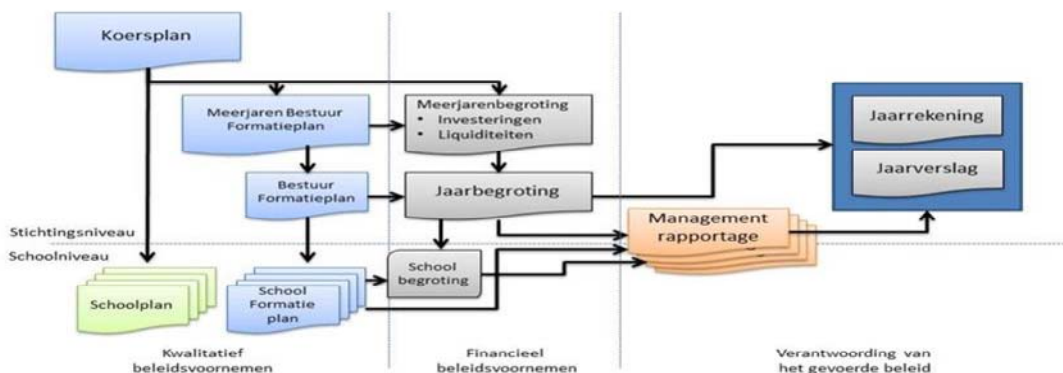 Koersplan
Meerjaren Bestuur
Formatieplan
Meerjarenbegroting
• Investeringen
• Liquiditeiten
Jaarrekening
Jaarverslag
Bestuur
Formatieplan
Jaarbegroting
Management
rapportage
Stichtingsniveau
Schoolniveau
Schoolplan
School
Formatie
plan
School
begroting
Kwalitatief
beleidsvoornemen
Financieel
beleidsvoornemen
Verantwoording van
het gevoerde beleid